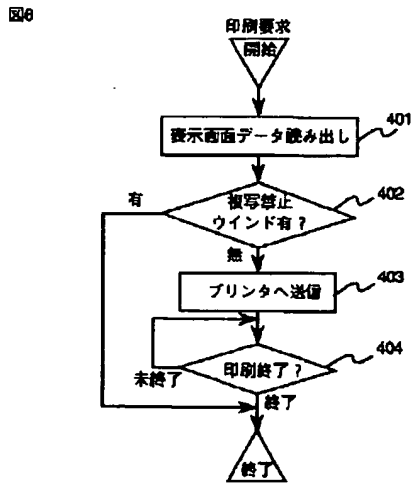 図6
印刷要求
開始
表示画面データ読み出し
401
複写禁止
ウインド有?
402
有
無
プリンタへ送信
403
印刷終了?
404
未終了
終了
終了